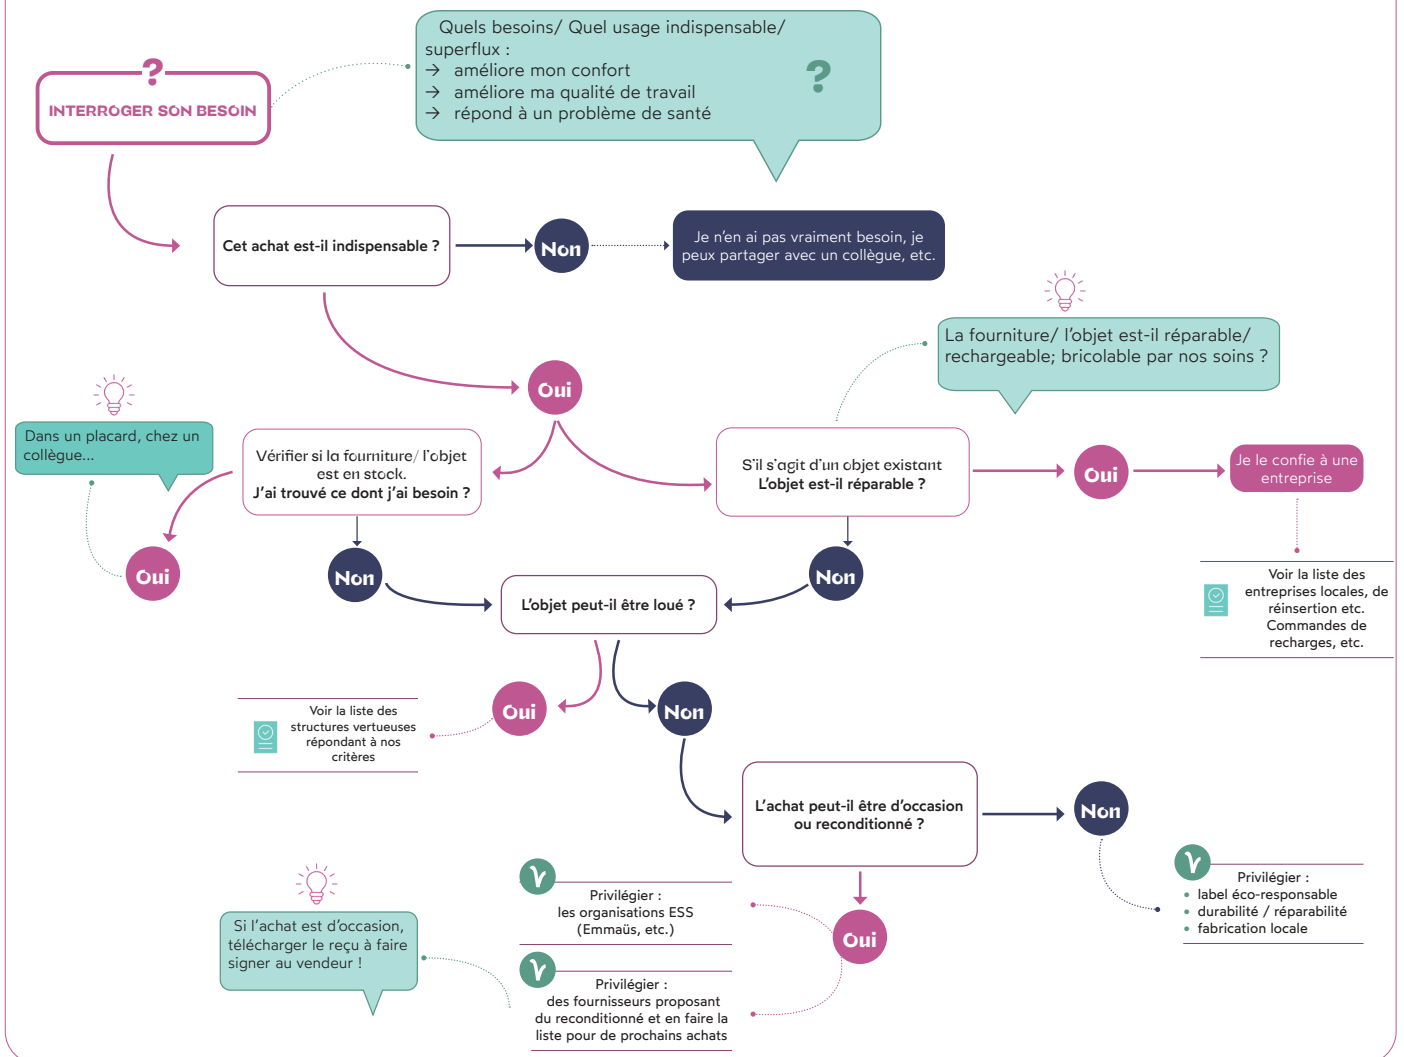 Quels besoins/ Quel usage indispensable/
superflux :
→ améliore mon confort
→ améliore ma qualité de travail
→ répond à un problème de santé
?
?
INTERROGER SON BESOIN
Cet achat est-il indispensable ?
Non
Je n'en ai pas vraiment besoin, je
peux partager avec un collègue, etc.
La fourniture/ l'objet est-il réparable/
rechargeable; bricolable par nos soins ?
Oui
Dans un placard, chez un
collègue...
Vérifier si la fourniture/ l'objet
est en stock.
J'ai trouvé ce dont j'ai besoin ?
S'il s'agit d'un objet existant
L'objet est-il réparable ?
Oui
Je le confie à une
entreprise
Oui
Non
Non
L'objet peut-il être loué ?
Voir la liste des
entreprises locales, de
réinsertion etc.
Commandes de
recharges, etc.
Voir la liste des
structures vertueuses
répondant à nos
critères
Oui
Non
L'achat peut-il être d'occasion
ou reconditionné ?
Non
Privilégier :
• label éco-responsable
• durabilité / réparabilité
• fabrication locale
Privilégier :
les organisations ESS
(Emmaüs, etc.)
Oui
Si l'achat est d'occasion,
télécharger le reçu à faire
signer au vendeur !
Privilégier :
des fournisseurs proposant
du reconditionné et en faire la
liste pour de prochains achats